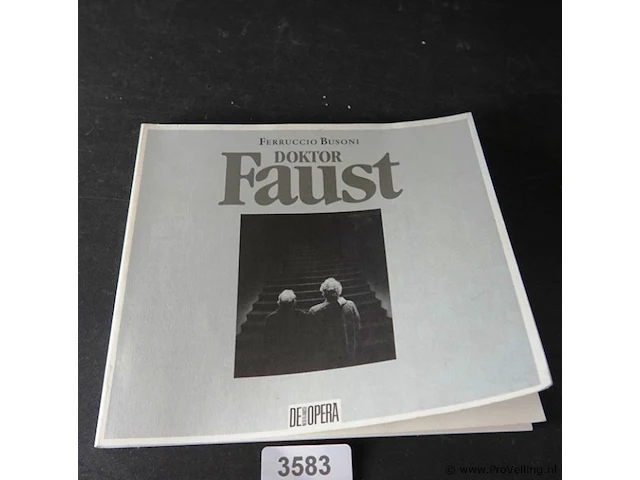 FERRUCCIO BUSONI
DOKTOR
Faust
DE OPERA
3583
© www.ProVeiling.nl